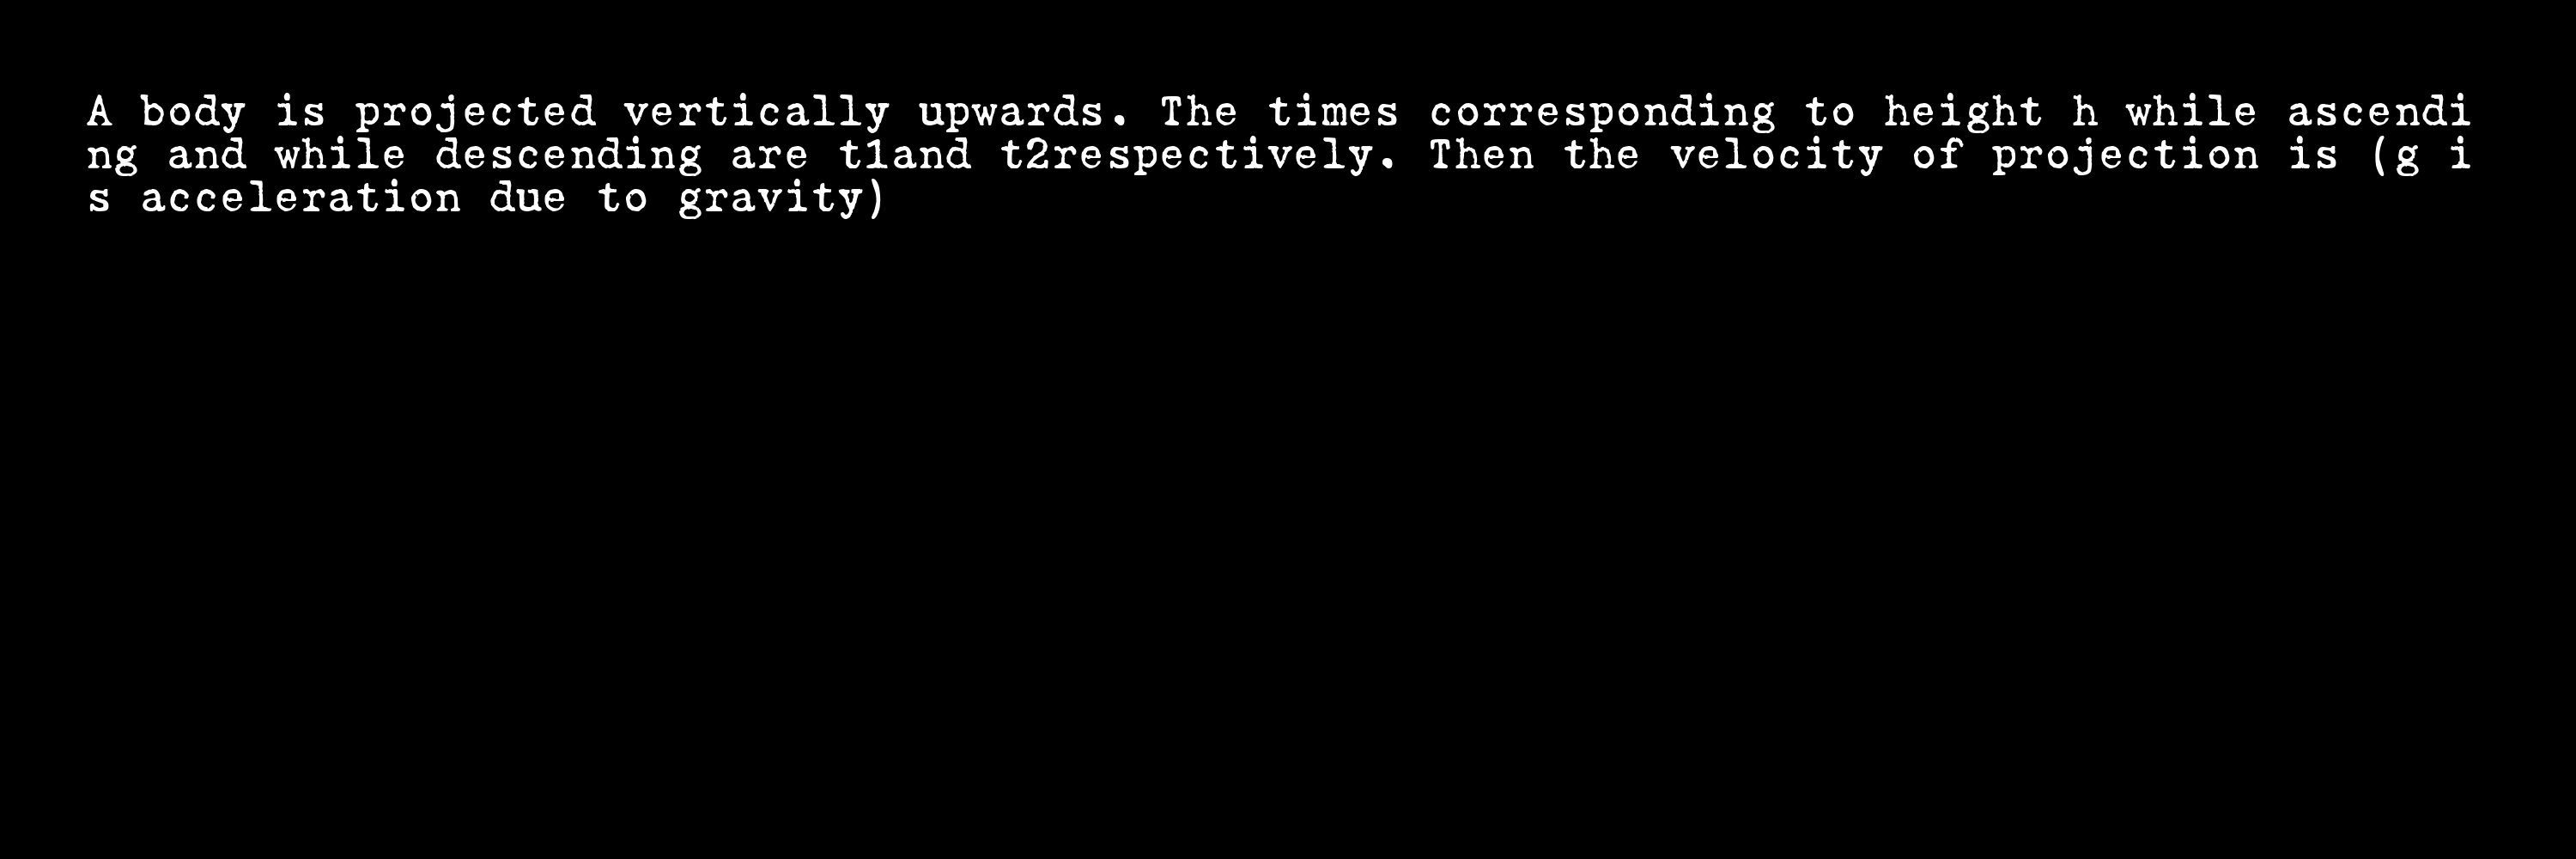 A body is projected vertically upwards. The times corresponding to height h while ascendi
ng and while descending are t1and t2respectively. Then the velocity of projection is (g i
s acceleration due to gravity)